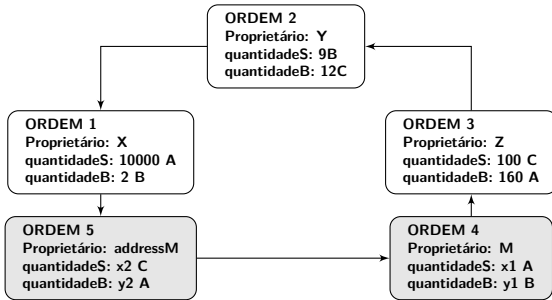 ORDEM 2
Proprietário: Y
quantidadeS: 9B
quantidadeB: 12C
ORDEM 1
Proprietário: X
quantidadeS: 10000 A
quantidadeB: 2 B
ORDEM 3
Proprietário: Z
quantidadeS: 100 C
quantidadeB: 160 A
ORDEM 5
Proprietário: addressM
quantidadeS: x2 C
quantidadeB: y2 A
ORDEM 4
Proprietário: M
quantidadeS: x1 A
quantidadeB: y1 B